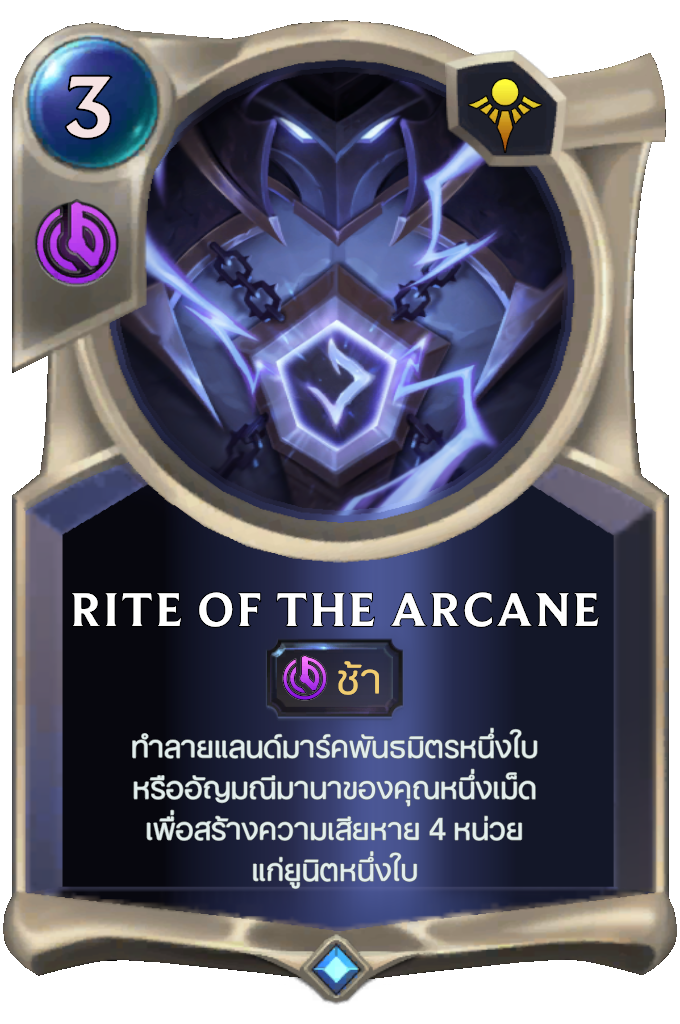 3
RITE OF THE ARCANE
ช้า
ทำลายแลนด์มาร์คพันธมิตรหนึ่งใบ
หรืออัญมณีมานาของคุณหนึ่งเม็ด
เพื่อสร้างความเสียหาย 4 หน่วย
แก่ยูนิตหนึ่งใบ